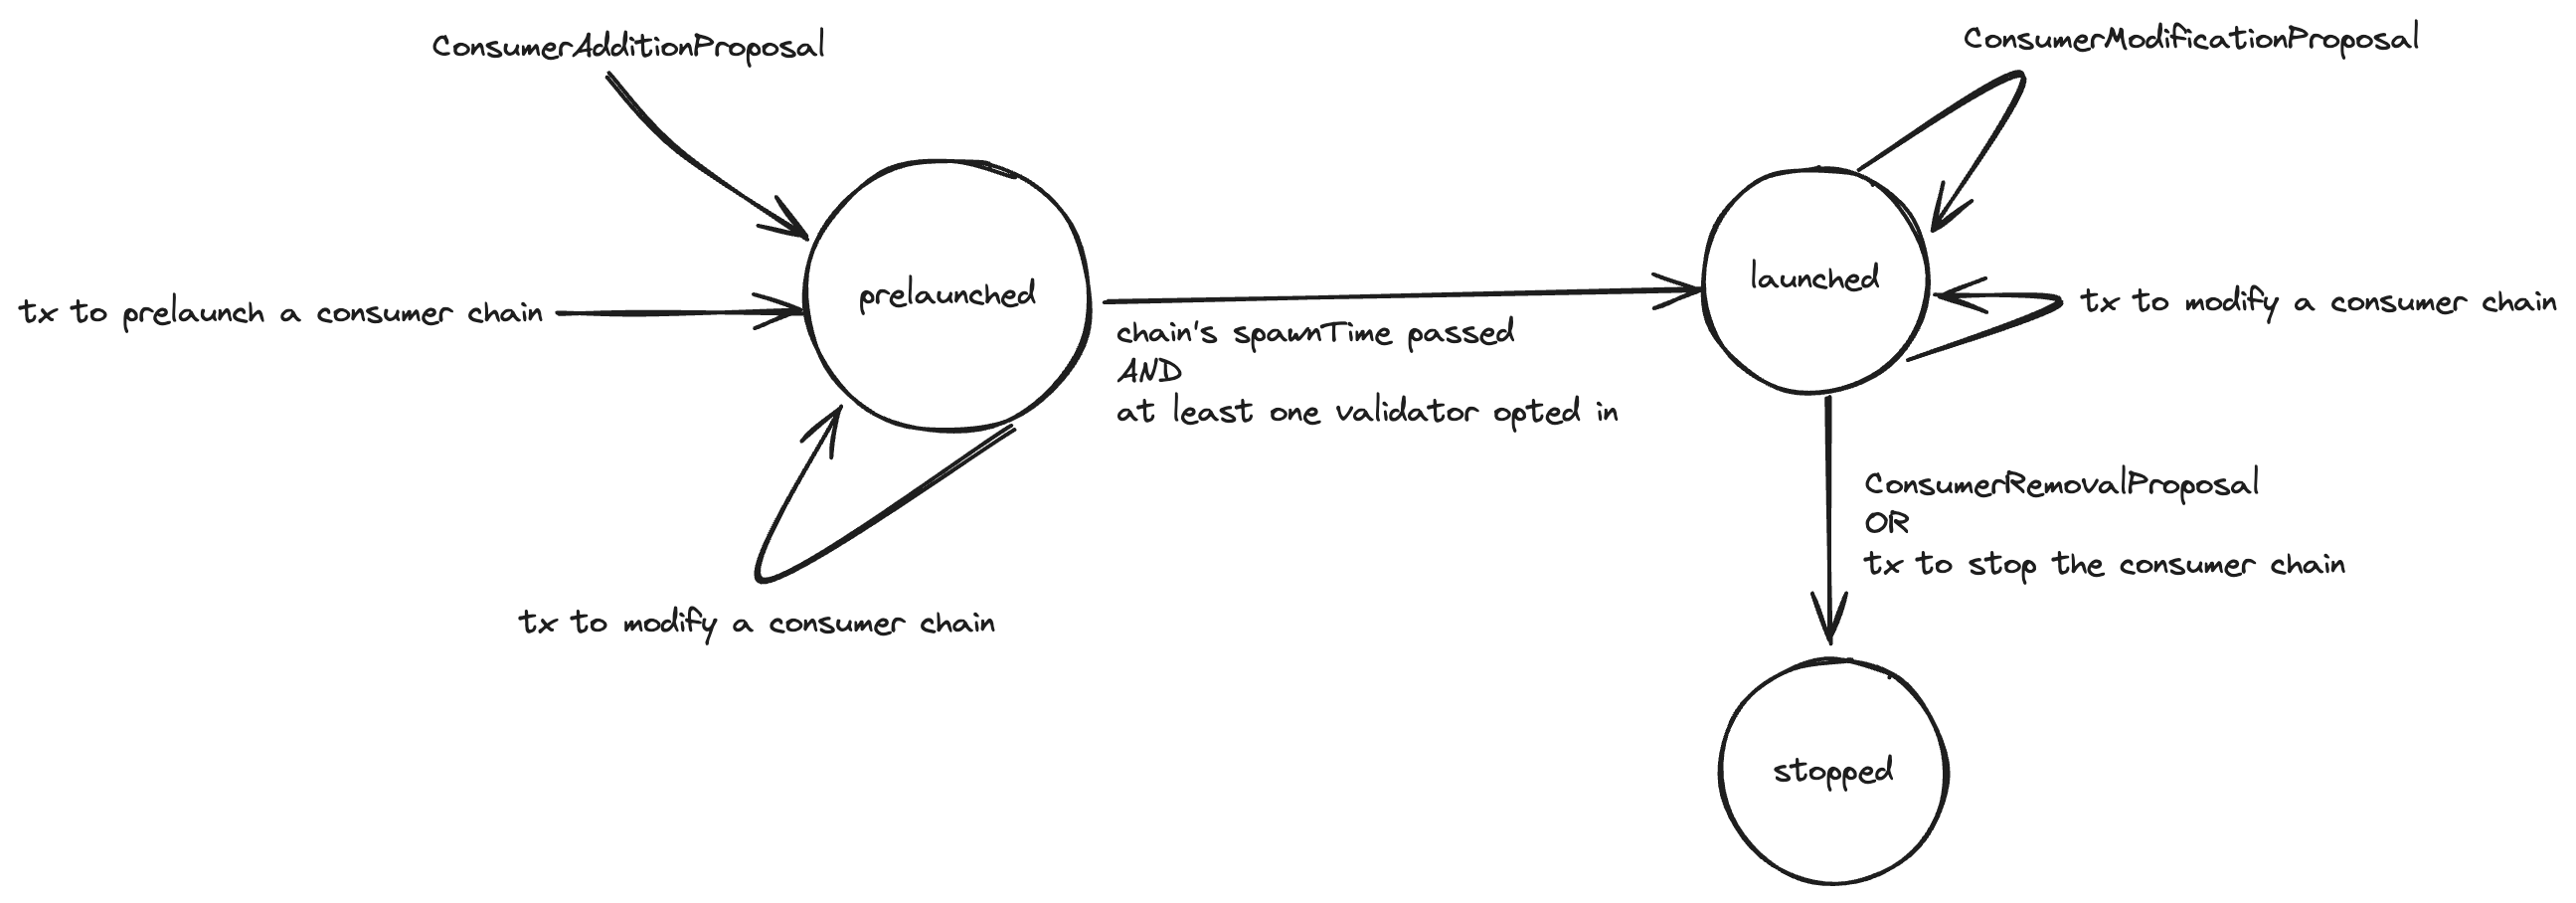 ConsumerAdditionProposal
ConsumerModificationProposal
tx to prelaunch a consumer chain
prelaunched
chain's spawnTime passed
AND
at least one validator opted in
launched
tx to modify a consumer chain
tx to modify a consumer chain
ConsumerRemovalProposal
OR
tx to stop the consumer chain
stopped